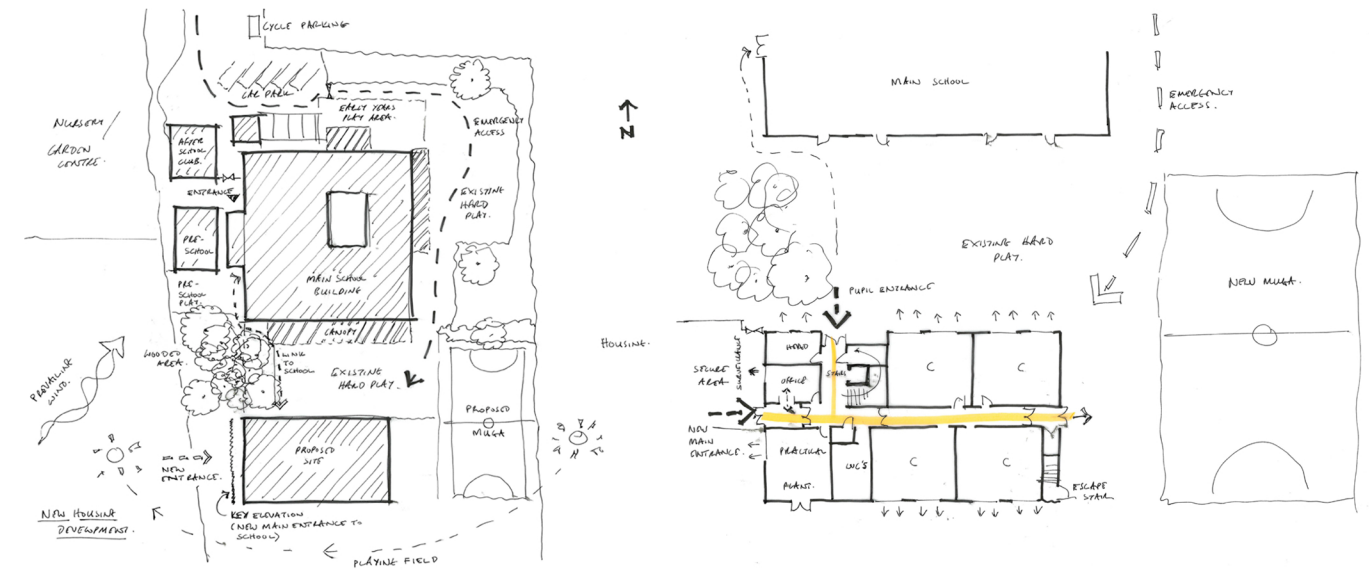 CYCLE PARKING
CAR PARK
EARLY YEARS
PLAY AREA.
EMERGENCY
ACCESS
NURSERY/
GARDEN
CENTRE.
AFTER
SCHOOL
CLUB.
ENTRANCE
EXISTING
HARD
PLAY.
PRE-
SCHOOL
MAIN SCHOOL
BUILDING
PRE-
SCHOOL
PLAY.
CANOPY
WOODED
AREA.
LINK
TO
SCHOOL
EXISTING
HARD PLAY.
HOUSING.
PREVAILING
WIND.
PROPOSED
MUGA
PROPOSED
SITE
NEW
ENTRANCE.
KEY ELEVATION
(NEW MAIN ENTRANCE TO
SCHOOL)
NEW HOUSING
DEVELOPMENT.
PLAYING FIELD
N
MAIN SCHOOL
EMERGENCY
ACCESS.
EXISTING HARD
PLAY.
NEW MUGA.
PUPIL ENTRANCE
HEAD
STAIRS
C
C
SECURE
AREA
SURVEILLANCE
OFFICE
NEW
MAIN
ENTRANCE.
PRACTICAL
WC'S
C
C
PLANT.
ESCAPE
STAIR